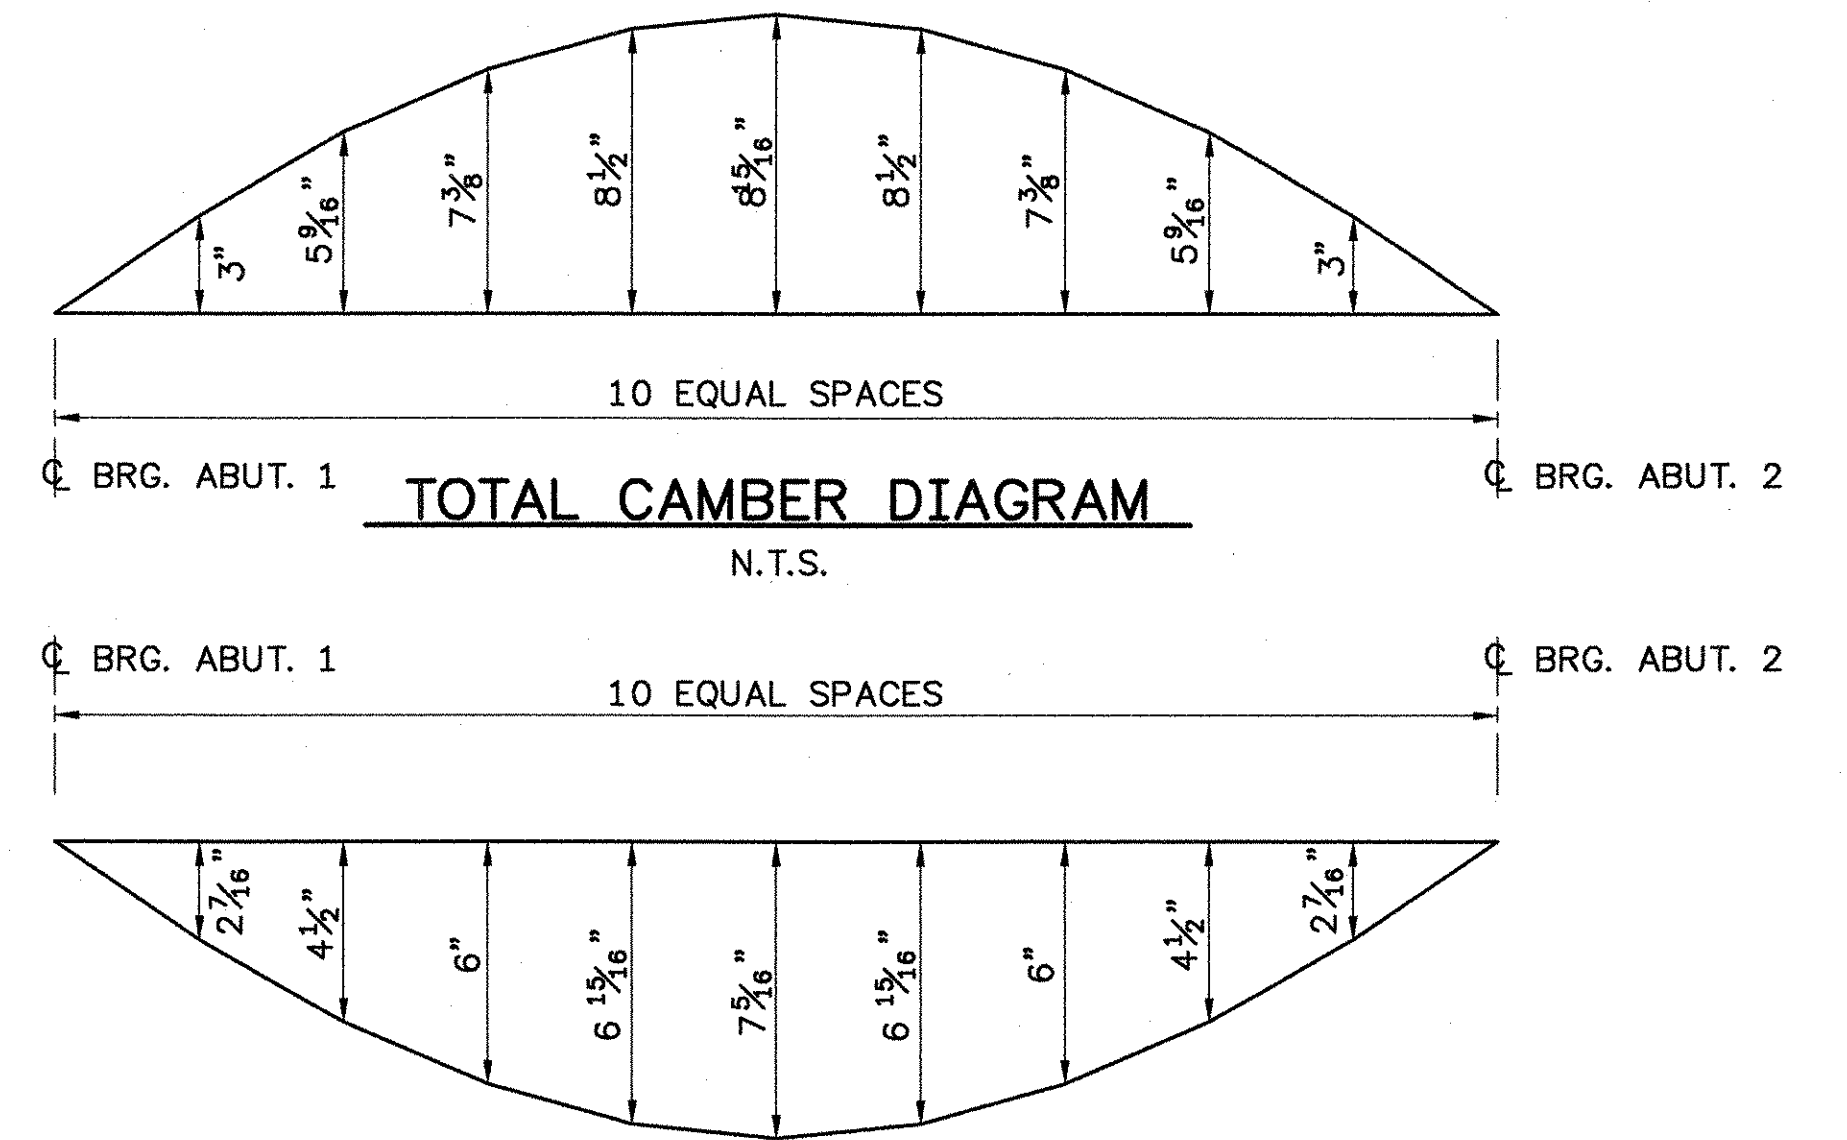 3" 5 9/16" 7 3/8" 8 1/2" 8 15/16" 8 1/2" 7 3/8" 5 9/16" 3"
10 EQUAL SPACES
℄ BRG. ABUT. 1
℄ BRG. ABUT. 2
TOTAL CAMBER DIAGRAM
N.T.S.
℄ BRG. ABUT. 1
℄ BRG. ABUT. 2
10 EQUAL SPACES
2 7/16" 4 1/2" 6" 6 15/16" 7 5/16" 6 15/16" 6" 4 1/2" 2 7/16"